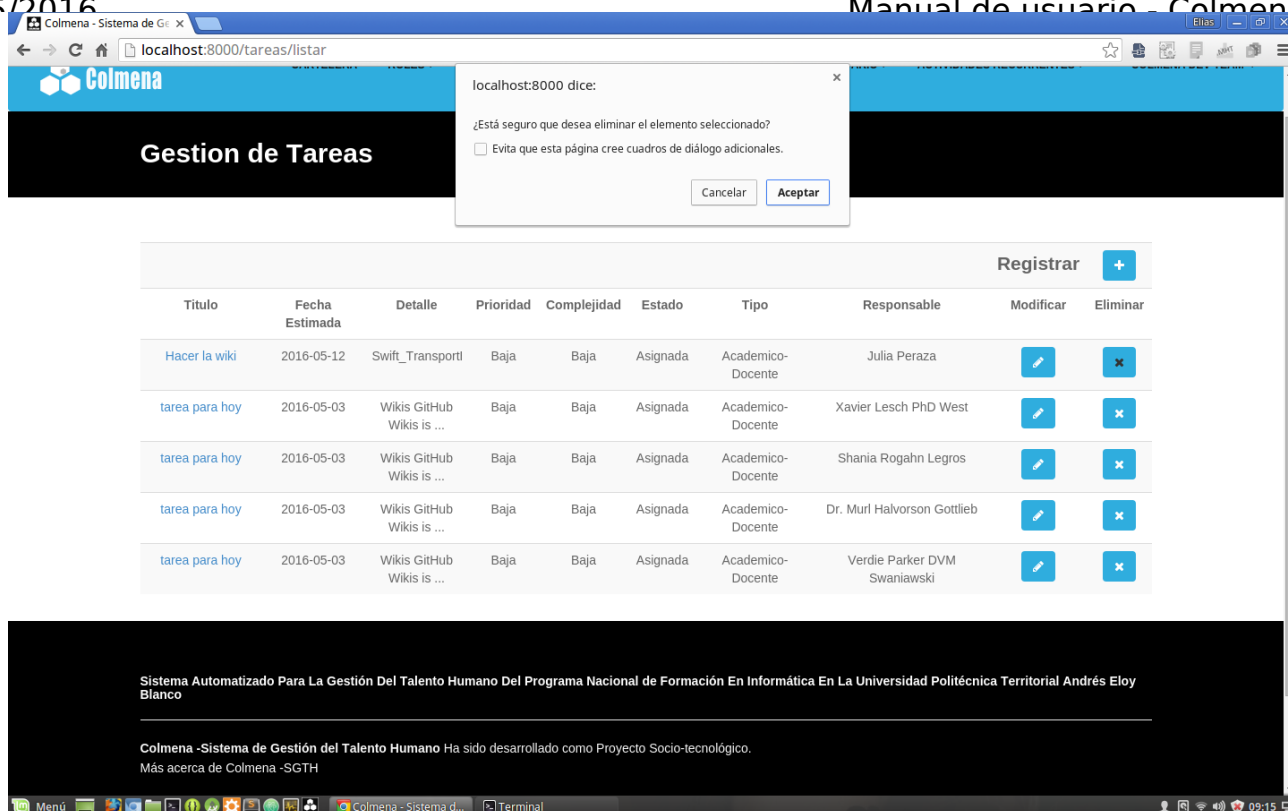 Manual de usuario - Colmen
Colmena - Sistema de Ge
Elias
localhost:8000/tareas/listar
Colmena
localhost:8000 dice:
¿Está seguro que desea eliminar el elemento seleccionado?
Evita que esta página cree cuadros de diálogo adicionales.
Cancelar Aceptar
Gestion de Tareas
Registrar
Titulo Fecha Estimada Detalle Prioridad Complejidad Estado Tipo Responsable Modificar Eliminar
Hacer la wiki 2016-05-12 Swift_TransportI Baja Baja Asignada Academico-Docente Julia Peraza
tarea para hoy 2016-05-03 Wikis GitHub Wikis is ... Baja Baja Asignada Academico-Docente Xavier Lesch PhD West
tarea para hoy 2016-05-03 Wikis GitHub Wikis is ... Baja Baja Asignada Academico-Docente Shania Rogahn Legros
tarea para hoy 2016-05-03 Wikis GitHub Wikis is ... Baja Baja Asignada Academico-Docente Dr. Murl Halvorson Gottlieb
tarea para hoy 2016-05-03 Wikis GitHub Wikis is ... Baja Baja Asignada Academico-Docente Verdie Parker DVM Swaniawski
Sistema Automatizado Para La Gestión Del Talento Humano Del Programa Nacional de Formación En Informática En La Universidad Politécnica Territorial Andrés Eloy
Blanco
Colmena -Sistema de Gestión del Talento Humano Ha sido desarrollado como Proyecto Socio-tecnológico.
Más acerca de Colmena -SGTH
Menú Colmena - Sistema d... Terminal 09:15